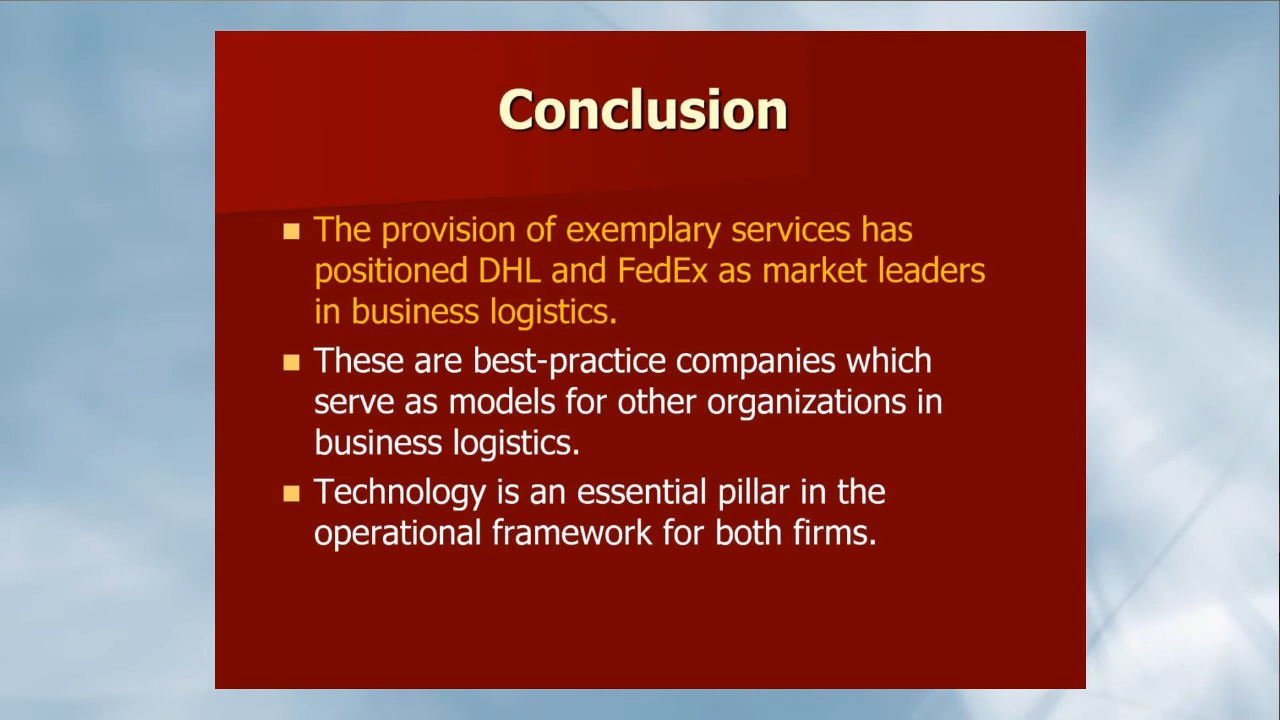 Conclusion
The provision of exemplary services has
positioned DHL and FedEx as market leaders
in business logistics.
These are best-practice companies which
serve as models for other organizations in
business logistics.
Technology is an essential pillar in the
operational framework for both firms.